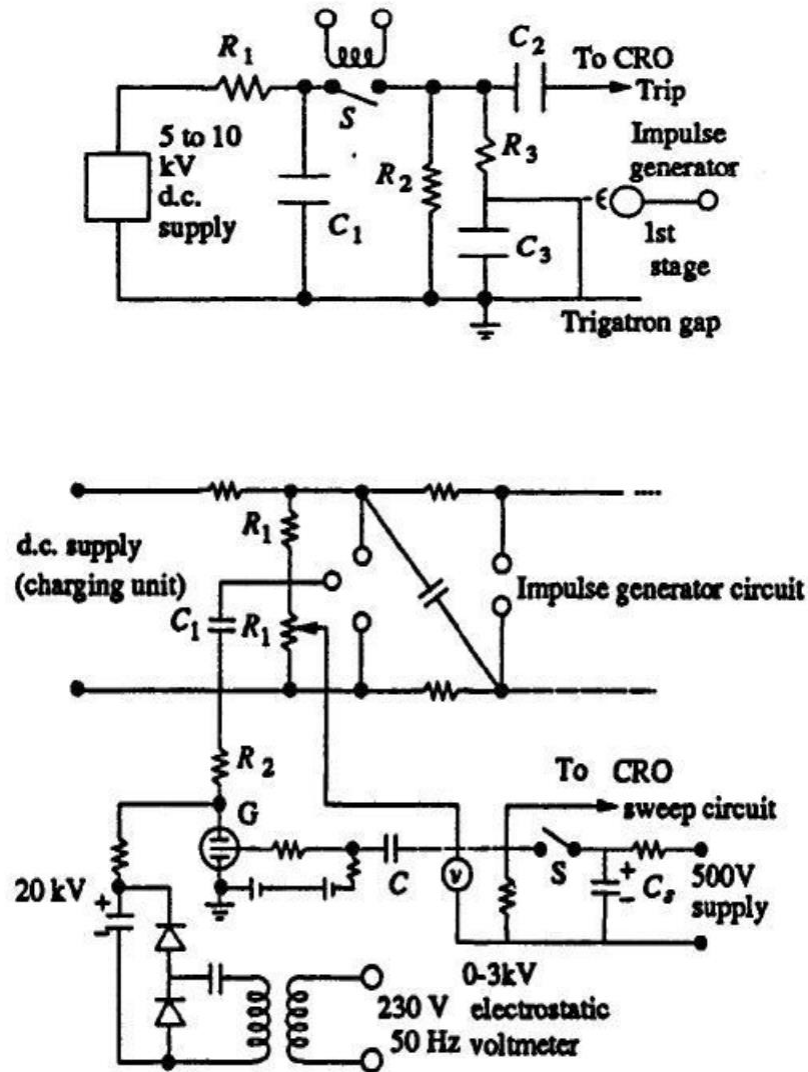 R₁
C₂
To CRO
Trip
S
5 to 10
kV
d.c.
supply
C₁
R₂
R₃
C₃
Impulse
generator
1st
stage
Trigatron gap
d.c. supply
(charging unit)
R₁
C₁
R₁
Impulse generator circuit
R₂
G
To CRO
sweep circuit
20 kV
+
-
C
v
S
+
-
Cₛ
500V
supply
0-3kV
230 V electrostatic
50 Hz voltmeter